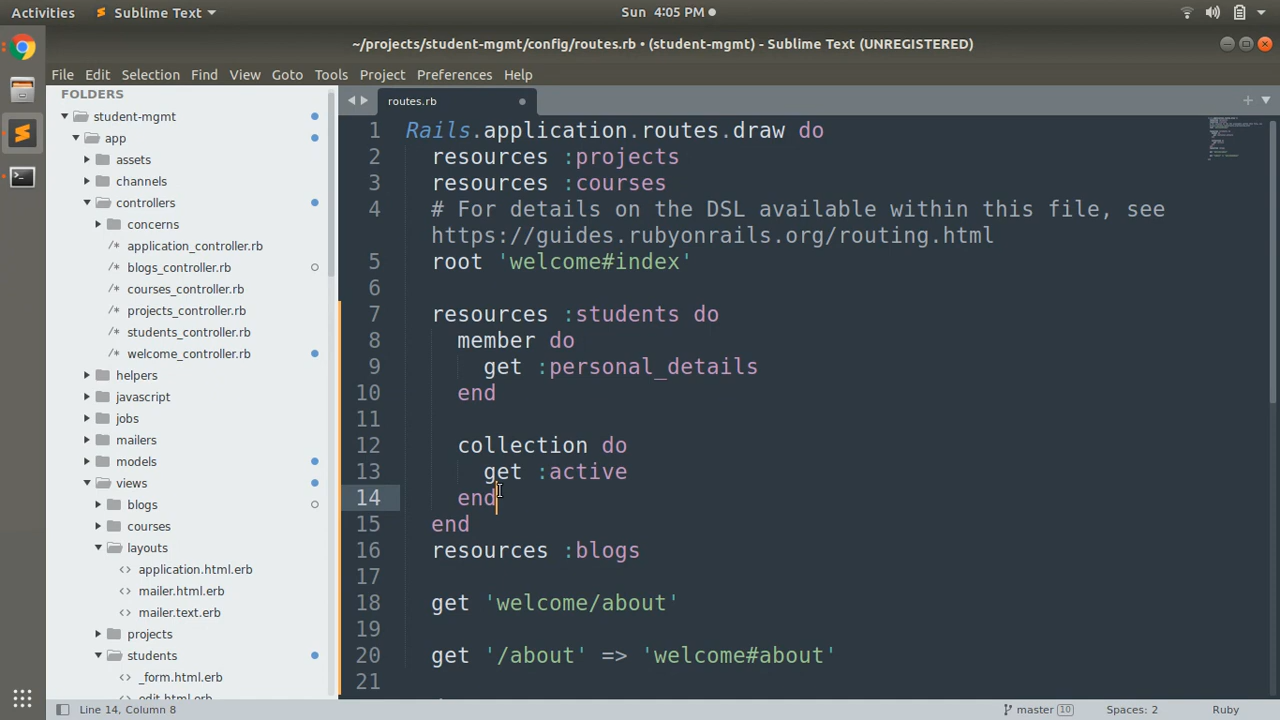 Activities Sublime Text Sun 4:05 PM
~/projects/student-mgmt/config/routes.rb • (student-mgmt) - Sublime Text (UNREGISTERED)
File Edit Selection Find View Goto Tools Project Preferences Help
FOLDERS
student-mgmt
app
assets
channels
controllers
concerns
/* application_controller.rb
/* blogs_controller.rb
/* courses_controller.rb
/* projects_controller.rb
/* students_controller.rb
/* welcome_controller.rb
helpers
javascript
jobs
mailers
models
views
blogs
courses
layouts
<> application.html.erb
<> mailer.html.erb
<> mailer.text.erb
projects
students
<> _form.html.erb
<> edit.html.erb
routes.rb
1 Rails.application.routes.draw do
2 resources :projects
3 resources :courses
4 # For details on the DSL available within this file, see
https://guides.rubyonrails.org/routing.html
5 root 'welcome#index'
6
7 resources :students do
8 member do
9 get :personal_details
10 end
11
12 collection do
13 get :active
14 end
15 end
16 resources :blogs
17
18 get 'welcome/about'
19
20 get '/about' => 'welcome#about'
21
Line 14, Column 8 master 10 Spaces: 2 Ruby